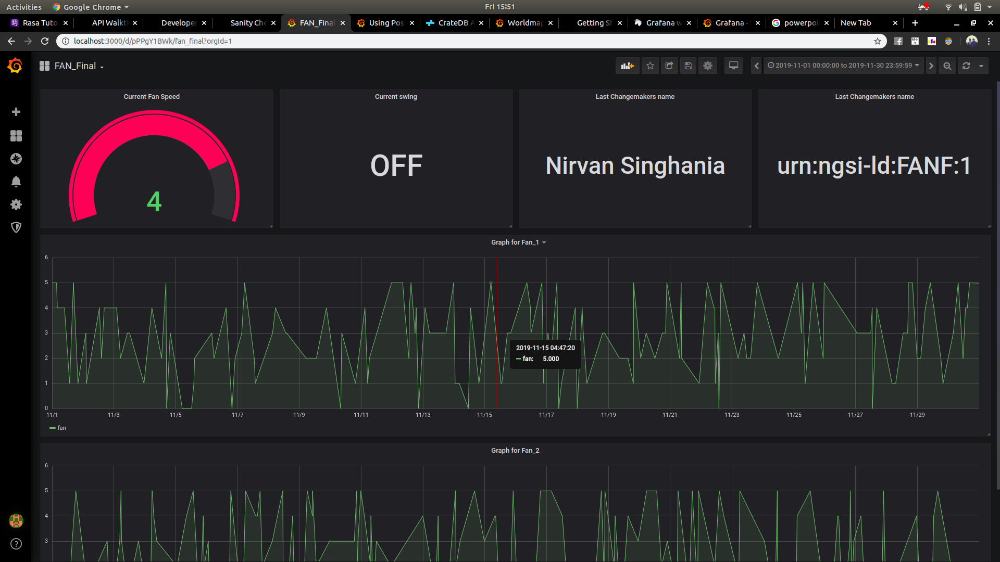 Activities Google Chrome Fri 15:51
Rasa Tuto API Walkt Developer Sanity Che FAN_Final Using Pos CrateDB A Worldmap Getting St Grafana w Grafana - powerpoi New Tab
localhost:3000/d/pPPgY1BWk/fan_final?orgId=1
FAN_Final 2019-11-01 00:00:00 to 2019-11-30 23:59:59
Current Fan Speed
4
Current swing
OFF
Last Changemakers name
Nirvan Singhania
Last Changemakers name
urn:ngsi-ld:FANF:1
Graph for Fan_1
6
5
4
3
2
1
0
11/1 11/3 11/5 11/7 11/9 11/11 11/13 11/15 11/17 11/19 11/21 11/23 11/25 11/27 11/29
2019-11-15 04:47:20
fan: 5.000
fan
Graph for Fan_2
6
5
4
3